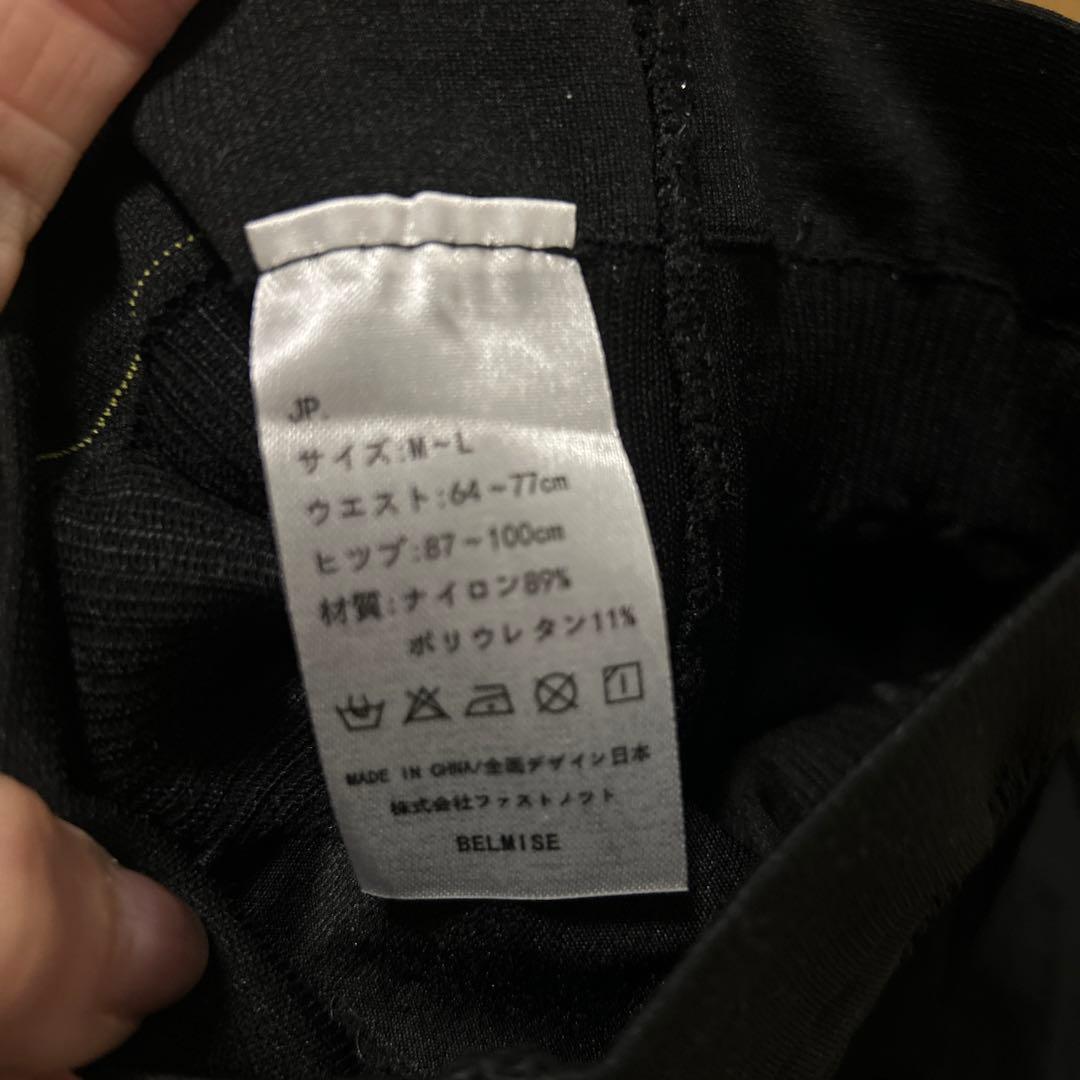 JP.
サイズ:M~L
ウエスト:64~77cm
ヒップ:87~100cm
材質:ナイロン89%
ポリウレタン11%
MADE IN CHINA/企画デザイン日本
株式会社ファストノット
BELMISE